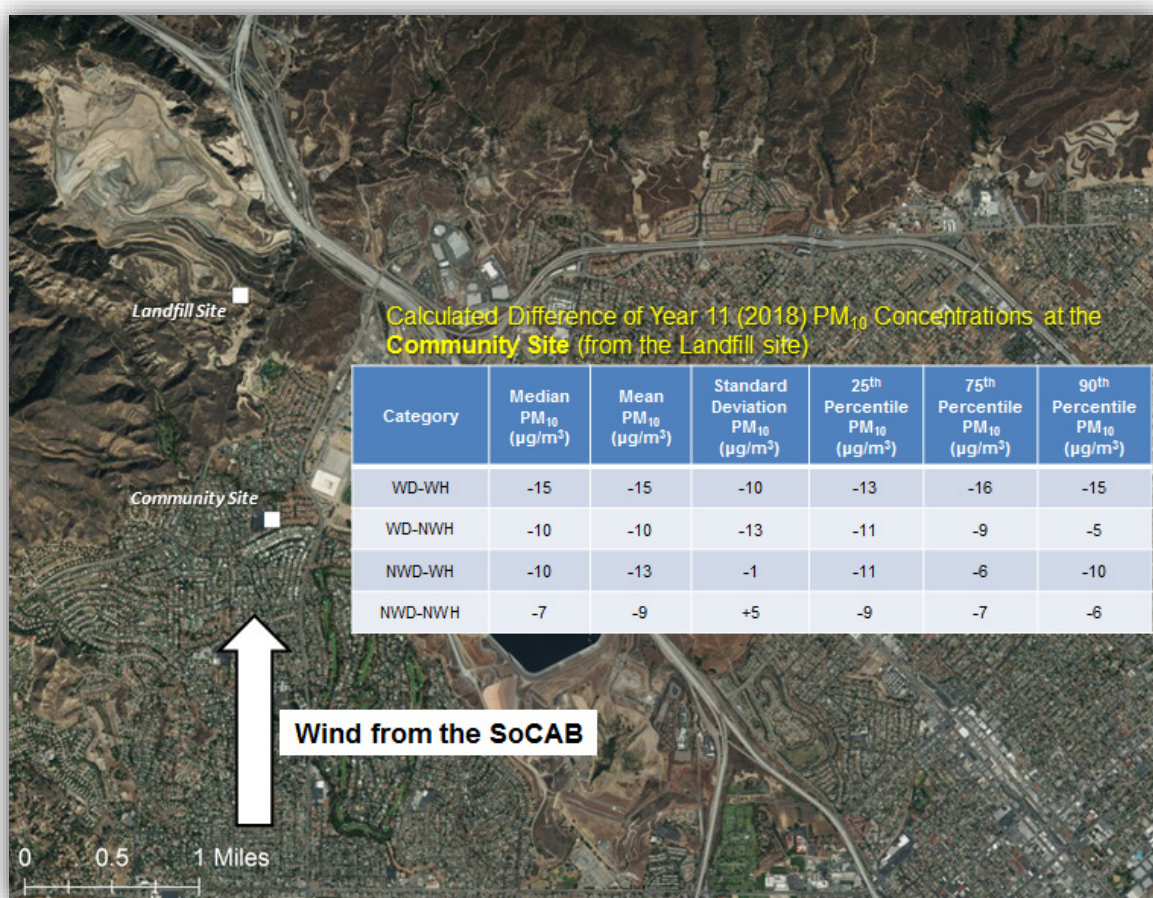 Landfill Site
Calculated Difference of Year 11 (2018) PM₁₀ Concentrations at the
Community Site (from the Landfill site)
Category
Median
PM₁₀
(µg/m³)
Mean
PM₁₀
(µg/m³)
Standard
Deviation
PM₁₀
(µg/m³)
25th
Percentile
PM₁₀
(µg/m³)
75th
Percentile
PM₁₀
(µg/m³)
90th
Percentile
PM₁₀
(µg/m³)
WD-WH -15 -15 -10 -13 -16 -15
WD-NWH -10 -10 -13 -11 -9 -5
NWD-WH -10 -13 -1 -11 -6 -10
NWD-NWH -7 -9 +5 -9 -7 -6
Community Site
Wind from the SoCAB
0 0.5 1 Miles